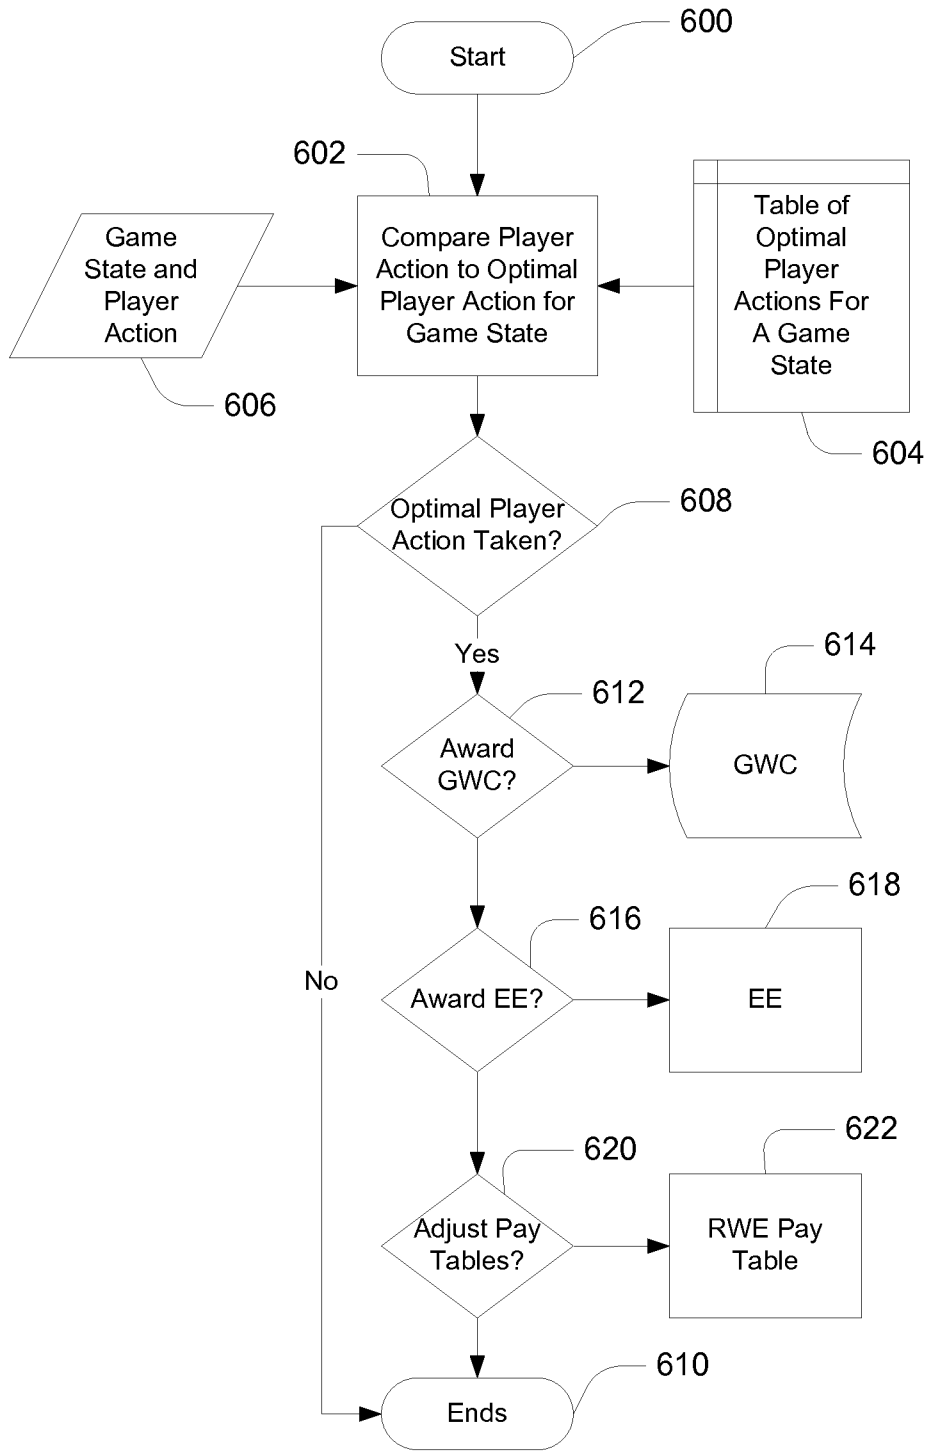 600
Start
602
Compare Player
Action to Optimal
Player Action for
Game State
Game
State and
Player
Action
606
Table of
Optimal
Player
Actions For
A Game
State
604
608
Optimal Player
Action Taken?
Yes
No
612
Award
GWC?
614
GWC
616
Award EE?
618
EE
620
Adjust Pay
Tables?
622
RWE Pay
Table
610
Ends